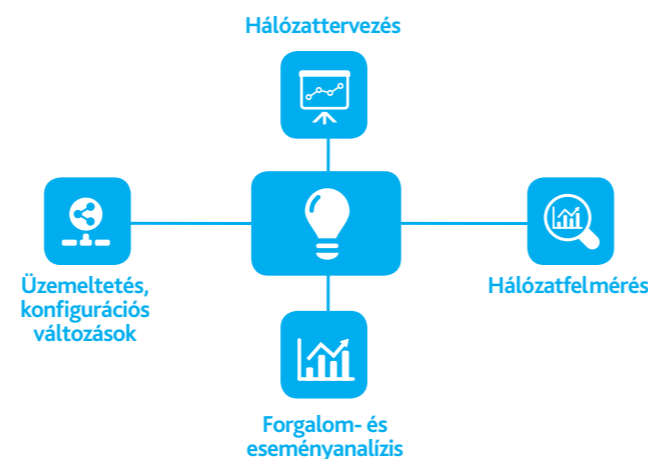 Hálózattervezés
Üzemeltetés,
konfigurációs
változások
Hálózatfelmérés
Forgalom- és
eseményanalízis